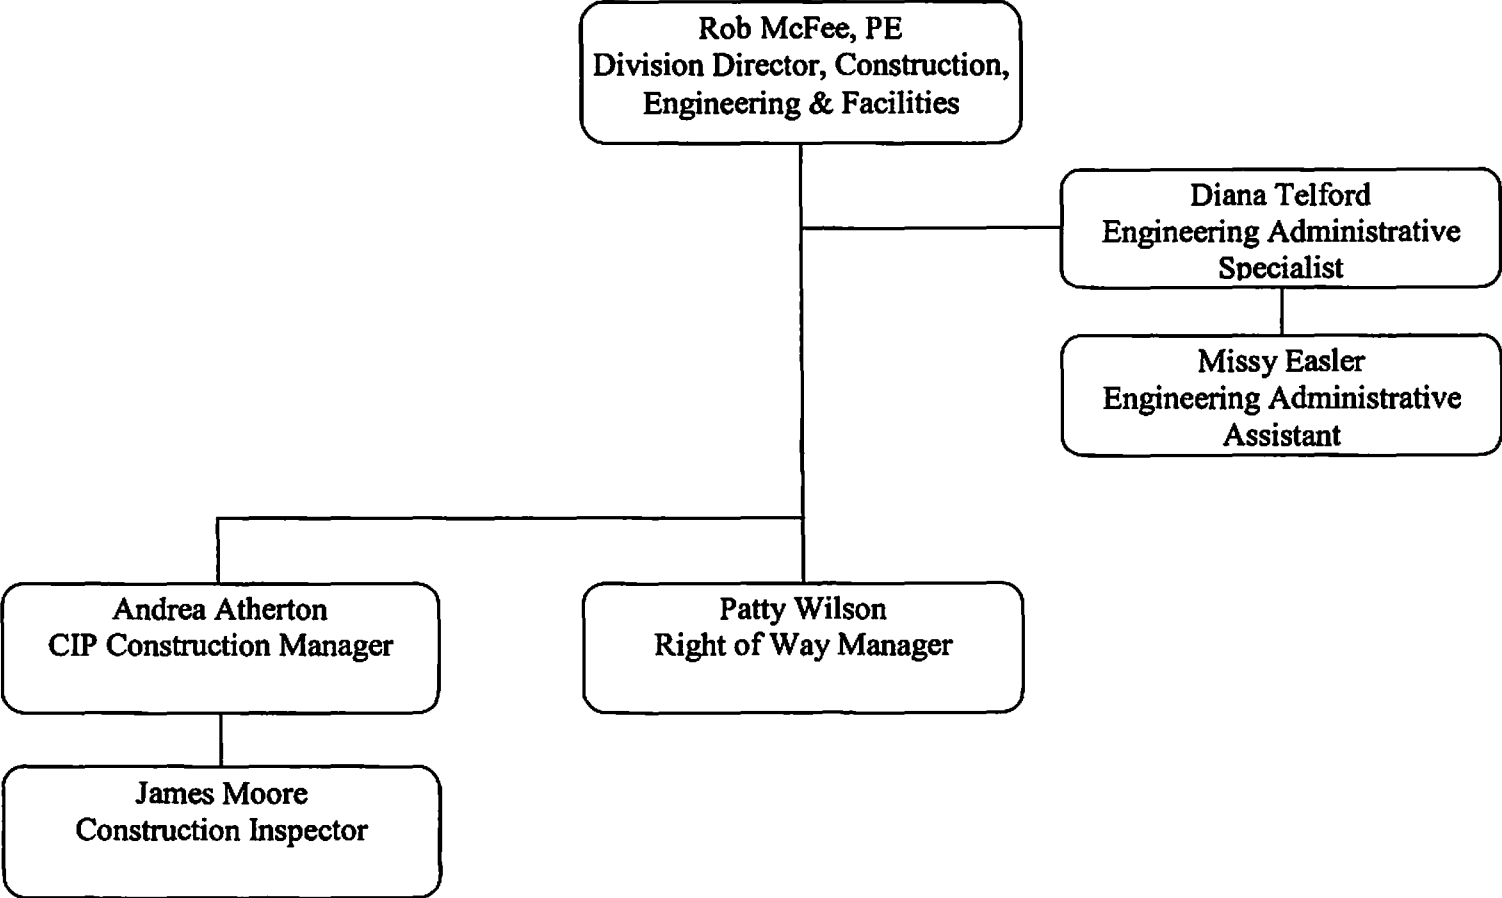 Rob McFee, PE
Division Director, Construction,
Engineering & Facilities
Diana Telford
Engineering Administrative
Specialist
Missy Easler
Engineering Administrative
Assistant
Andrea Atherton
CIP Construction Manager
Patty Wilson
Right of Way Manager
James Moore
Construction Inspector